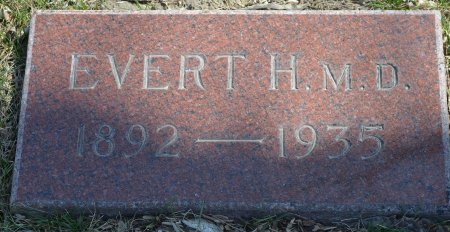 EVERT H. M.D.
1892 — 1935